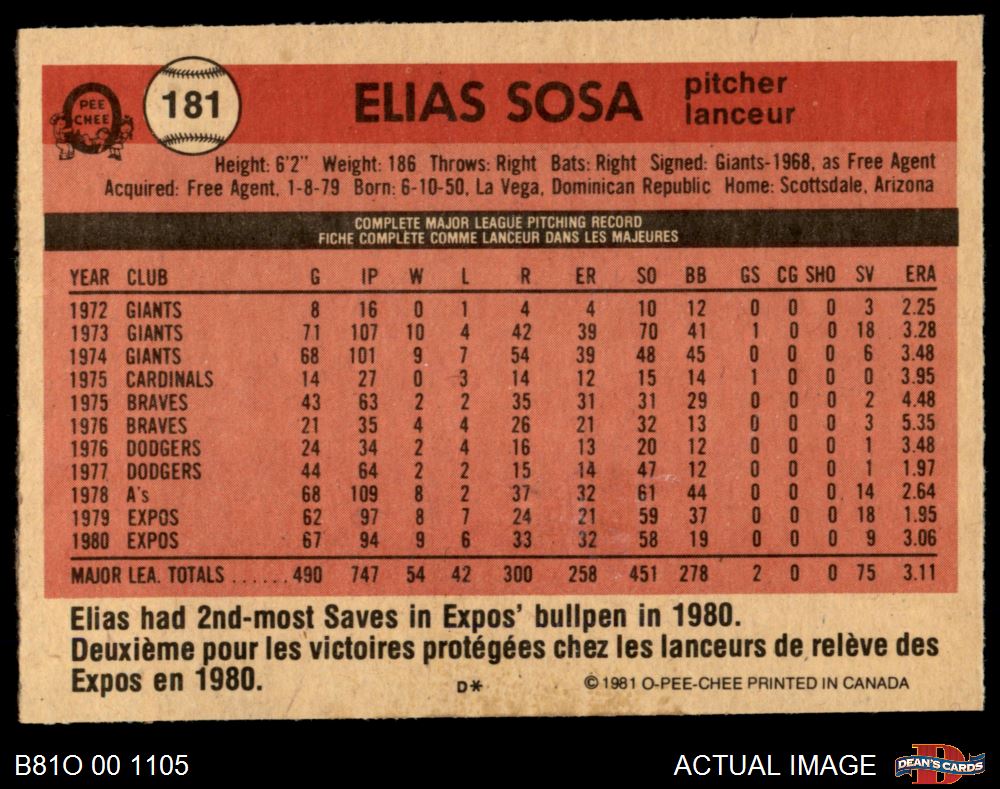 PEE
CHEE
181
ELIAS SOSA
pitcher
lanceur
Height: 6'2" Weight: 186 Throws: Right Bats: Right Signed: Giants-1968, as Free Agent
Acquired: Free Agent, 1-8-79 Born: 6-10-50, La Vega, Dominican Republic Home: Scottsdale, Arizona
COMPLETE MAJOR LEAGUE PITCHING RECORD
FICHE COMPLÈTE COMME LANCEUR DANS LES MAJEURES
YEAR CLUB G IP W L R ER SO BB GS CG SHO SV ERA
1972 GIANTS 8 16 0 1 4 4 10 12 0 0 0 3 2.25
1973 GIANTS 71 107 10 4 42 39 70 41 1 0 0 18 3.28
1974 GIANTS 68 101 9 7 54 39 48 45 0 0 0 6 3.48
1975 CARDINALS 14 27 0 3 14 12 15 14 1 0 0 0 3.95
1975 BRAVES 43 63 2 2 35 31 31 29 0 0 0 2 4.48
1976 BRAVES 21 35 4 4 26 21 32 13 0 0 0 3 5.35
1976 DODGERS 24 34 2 4 16 13 20 12 0 0 0 1 3.48
1977 DODGERS 44 64 2 2 15 14 47 12 0 0 0 1 1.97
1978 A's 68 109 8 2 37 32 61 44 0 0 0 14 2.64
1979 EXPOS 62 97 8 7 24 21 59 37 0 0 0 18 1.95
1980 EXPOS 67 94 9 6 33 32 58 19 0 0 0 9 3.06
MAJOR LEA. TOTALS ......490 747 54 42 300 258 451 278 2 0 0 75 3.11
Elias had 2nd-most Saves in Expos' bullpen in 1980.
Deuxième pour les victoires protégées chez les lanceurs de relève des
Expos en 1980.
D* © 1981 O-PEE-CHEE PRINTED IN CANADA
B81O 00 1105
ACTUAL IMAGE
D
DEAN'S CARDS